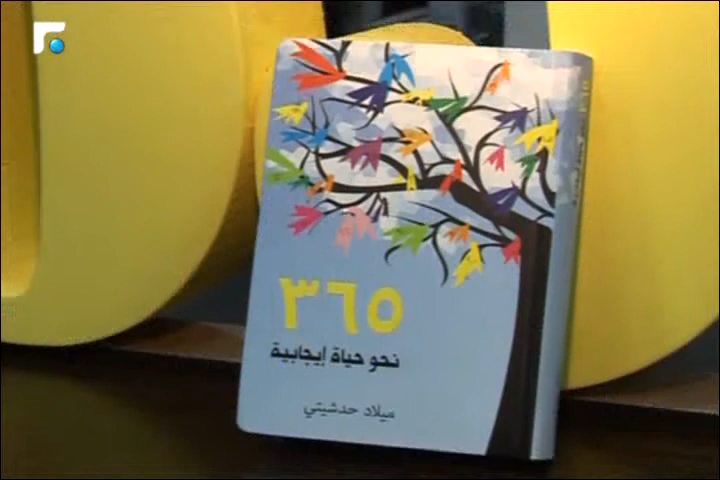 ٣٦٥
نحو حياة إيجابية
ميلاد حدشيتي